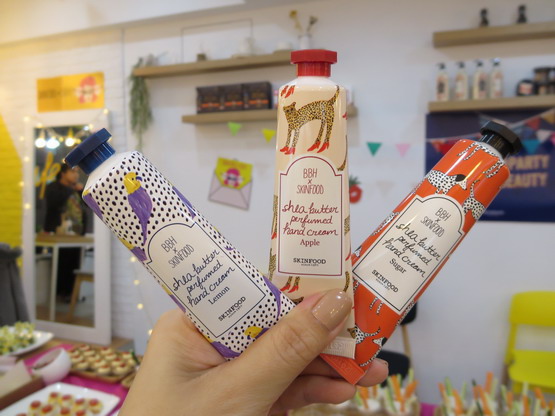 BBH
x
SKINFOOD
shea butter
perfumed
hand cream
Lemon
SKINFOOD
BBH
x
SKINFOOD
shea butter
perfumed
hand cream
Apple
SKINFOOD
BBH
x
SKINFOOD
shea butter
perfumed
hand cream
Sugar
SKINFOOD
PARTY
BEAUTY